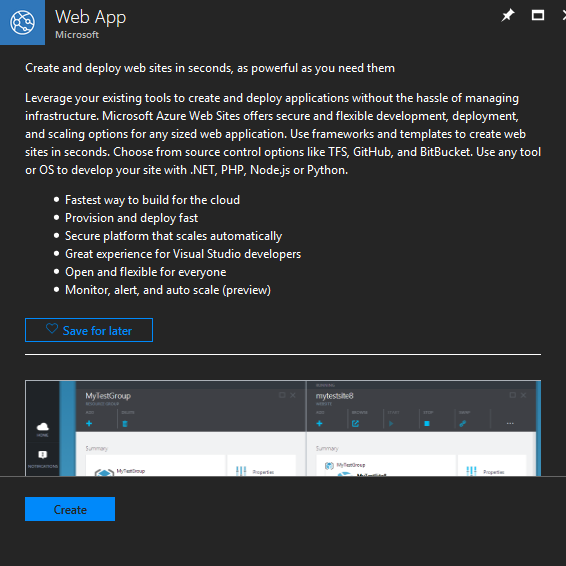 Web App
Microsoft
Create and deploy web sites in seconds, as powerful as you need them
Leverage your existing tools to create and deploy applications without the hassle of managing
infrastructure. Microsoft Azure Web Sites offers secure and flexible development, deployment,
and scaling options for any sized web application. Use frameworks and templates to create web
sites in seconds. Choose from source control options like TFS, GitHub, and BitBucket. Use any tool
or OS to develop your site with .NET, PHP, Node.js or Python.
Fastest way to build for the cloud
Provision and deploy fast
Secure platform that scales automatically
Great experience for Visual Studio developers
Open and flexible for everyone
Monitor, alert, and auto scale (preview)
Save for later
MyTestGroup
RESOURCE GROUP
mytestsite8
WEBSITE
HOME
NOTIFICATIONS
Summary
Summary
MyTestGroup
Properties
MyTestGroup
Properties
MyTestSite8
Create